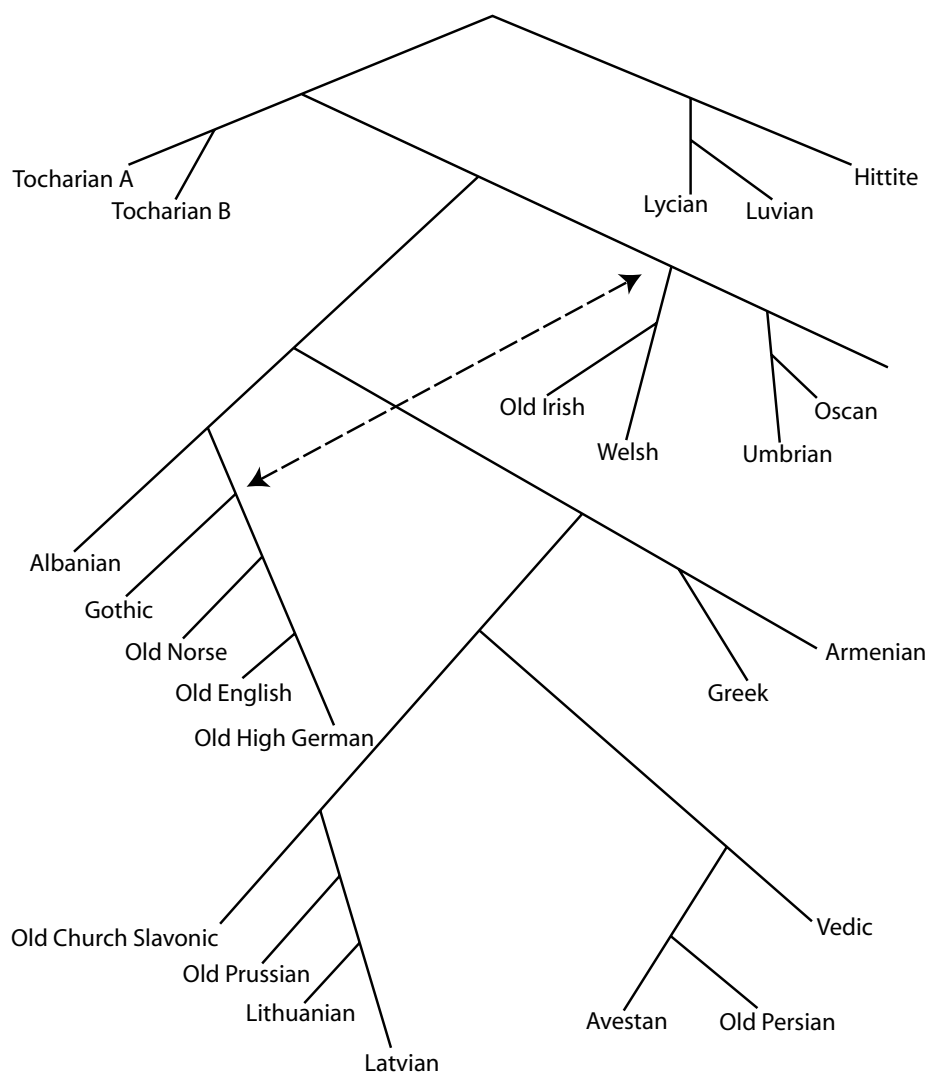 Tocharian A
Tocharian B
Hittite
Lycian
Luvian
Old Irish
Oscan
Welsh
Umbrian
Albanian
Gothic
Old Norse
Armenian
Old English
Greek
Old High German
Old Church Slavonic
Vedic
Old Prussian
Lithuanian
Avestan
Old Persian
Latvian